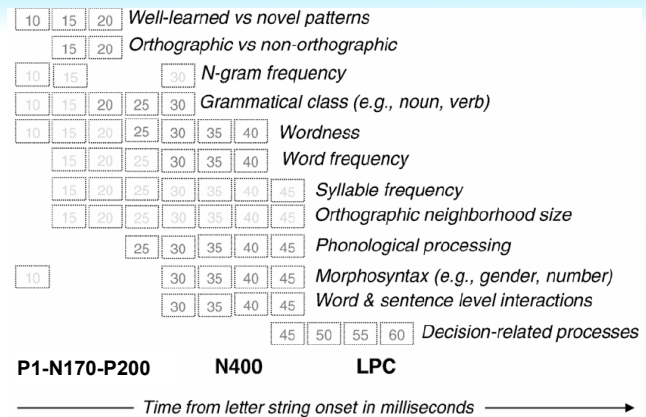 10 15 20 Well-learned vs novel patterns
15 20 Orthographic vs non-orthographic
10 15 30 N-gram frequency
10 15 20 25 30 Grammatical class (e.g., noun, verb)
10 15 20 25 30 35 40 Wordness
15 20 25 30 35 40 Word frequency
15 20 25 30 35 40 45 Syllable frequency
15 20 25 30 35 40 45 Orthographic neighborhood size
25 30 35 40 45 Phonological processing
10 30 35 40 45 Morphosyntax (e.g., gender, number)
30 35 40 45 Word & sentence level interactions
45 50 55 60 Decision-related processes
P1-N170-P200 N400 LPC
Time from letter string onset in milliseconds